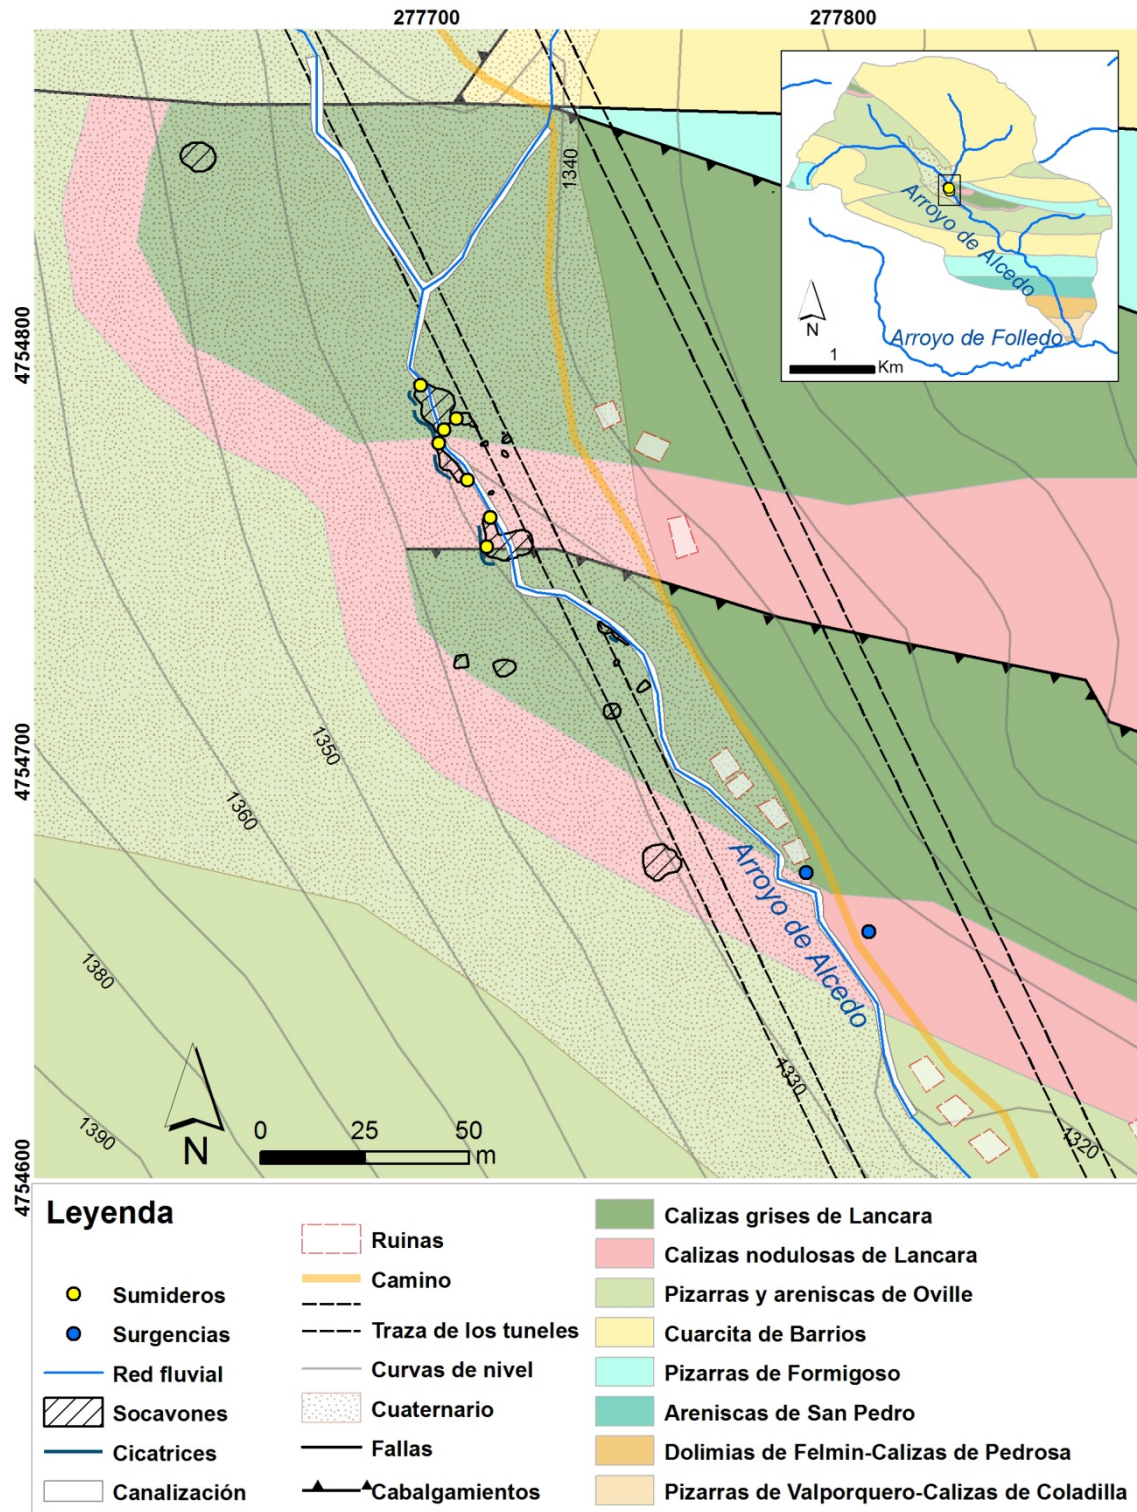 277700
277800
4754800
4754700
4754600
1340
1350
1360
1380
1390
1330
1320
Arroyo de Alcedo
Arroyo de Alcedo
Arroyo de Folledo
N
1
Km
N
0
25
50
m
Leyenda
Sumideros
Surgencias
Red fluvial
Socavones
Cicatrices
Canalización
Ruinas
Camino
Traza de los tuneles
Curvas de nivel
Cuaternario
Fallas
Cabalgamientos
Calizas grises de Lancara
Calizas nodulosas de Lancara
Pizarras y areniscas de Oville
Cuarcita de Barrios
Pizarras de Formigoso
Areniscas de San Pedro
Dolimias de Felmin-Calizas de Pedrosa
Pizarras de Valporquero-Calizas de Coladilla